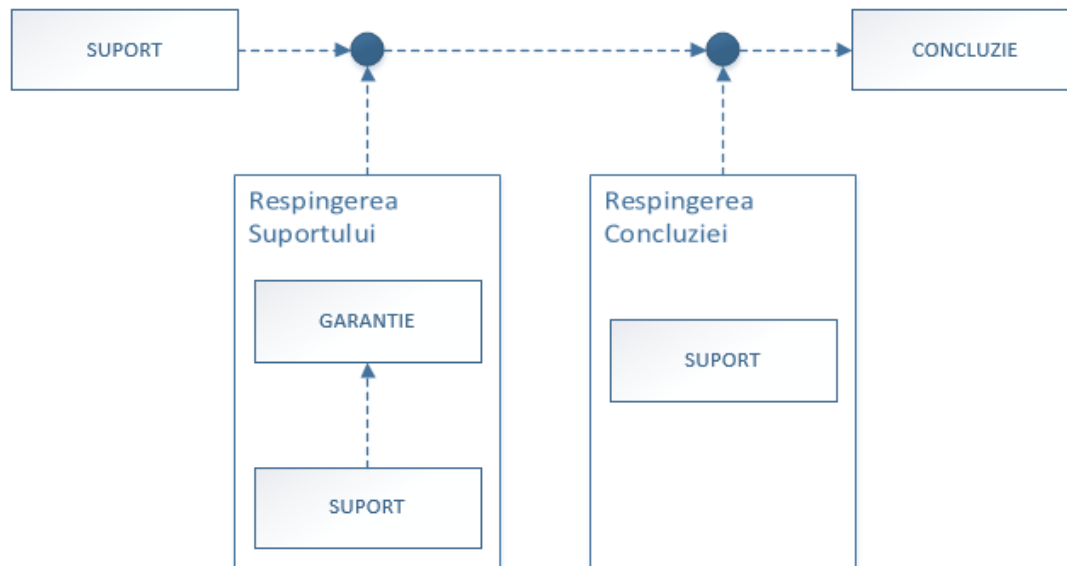 SUPORT
CONCLUZIE
Respingerea
Suportului
GARANTIE
SUPORT
Respingerea
Concluziei
SUPORT